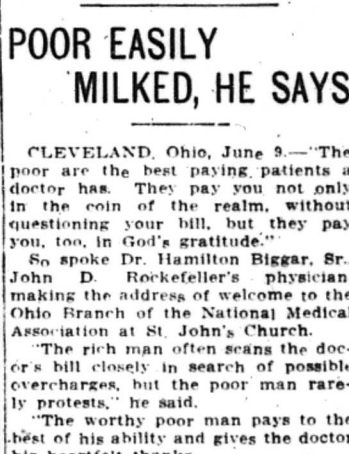 POOR EASILY
MILKED, HE SAYS
CLEVELAND, Ohio, June 9.—"The
poor are the best paying patients a
doctor has. They pay you not only
in the coin of the realm, without
questioning your bill, but they pay
you, too, in God's gratitude."
So spoke Dr. Hamilton Biggar, Sr.,
John D. Rockefeller's physician
making the address of welcome to the
Ohio Branch of the National Medical
Association at St. John's Church.
"The rich man often scans the doc-
or's bill closely in search of possible
overcharges, but the poor man rare-
ly protests," he said.
"The worthy poor man pays to the
best of his ability and gives the doctor
his heartfelt thanks